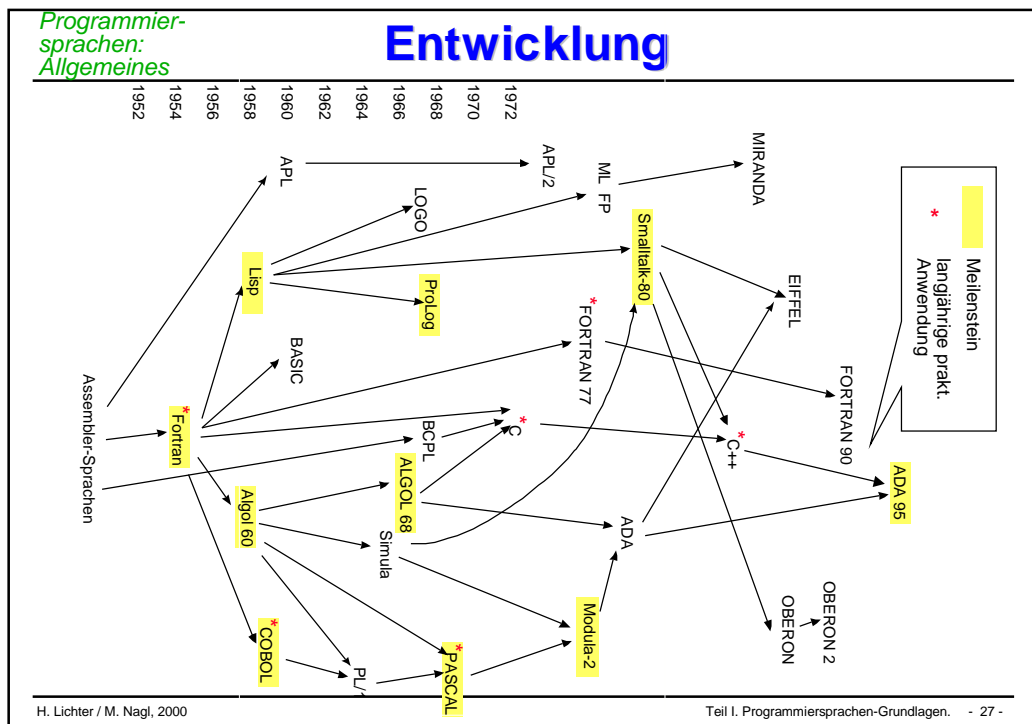 Programmier-
sprachen:
Allgemeines
Entwicklung
1952
1954
1956
1958
1960
1962
1964
1966
1968
1970
1972
Meilenstein
* langjährige prakt.
Anwendung
APL
APL/2
ML FP
MIRANDA
LOGO
Lisp
ProLog
Smalltalk-80
EIFFEL
BASIC
*FORTRAN 77
FORTRAN 90
Assembler-Sprachen
*Fortran
BCPL
*C
*C++
ADA 95
Algol 60
ALGOL 68
Simula
ADA
*COBOL
PL/
*PASCAL
Modula-2
OBERON
OBERON 2
H. Lichter / M. Nagl, 2000
Teil I. Programmiersprachen-Grundlagen. - 27 -